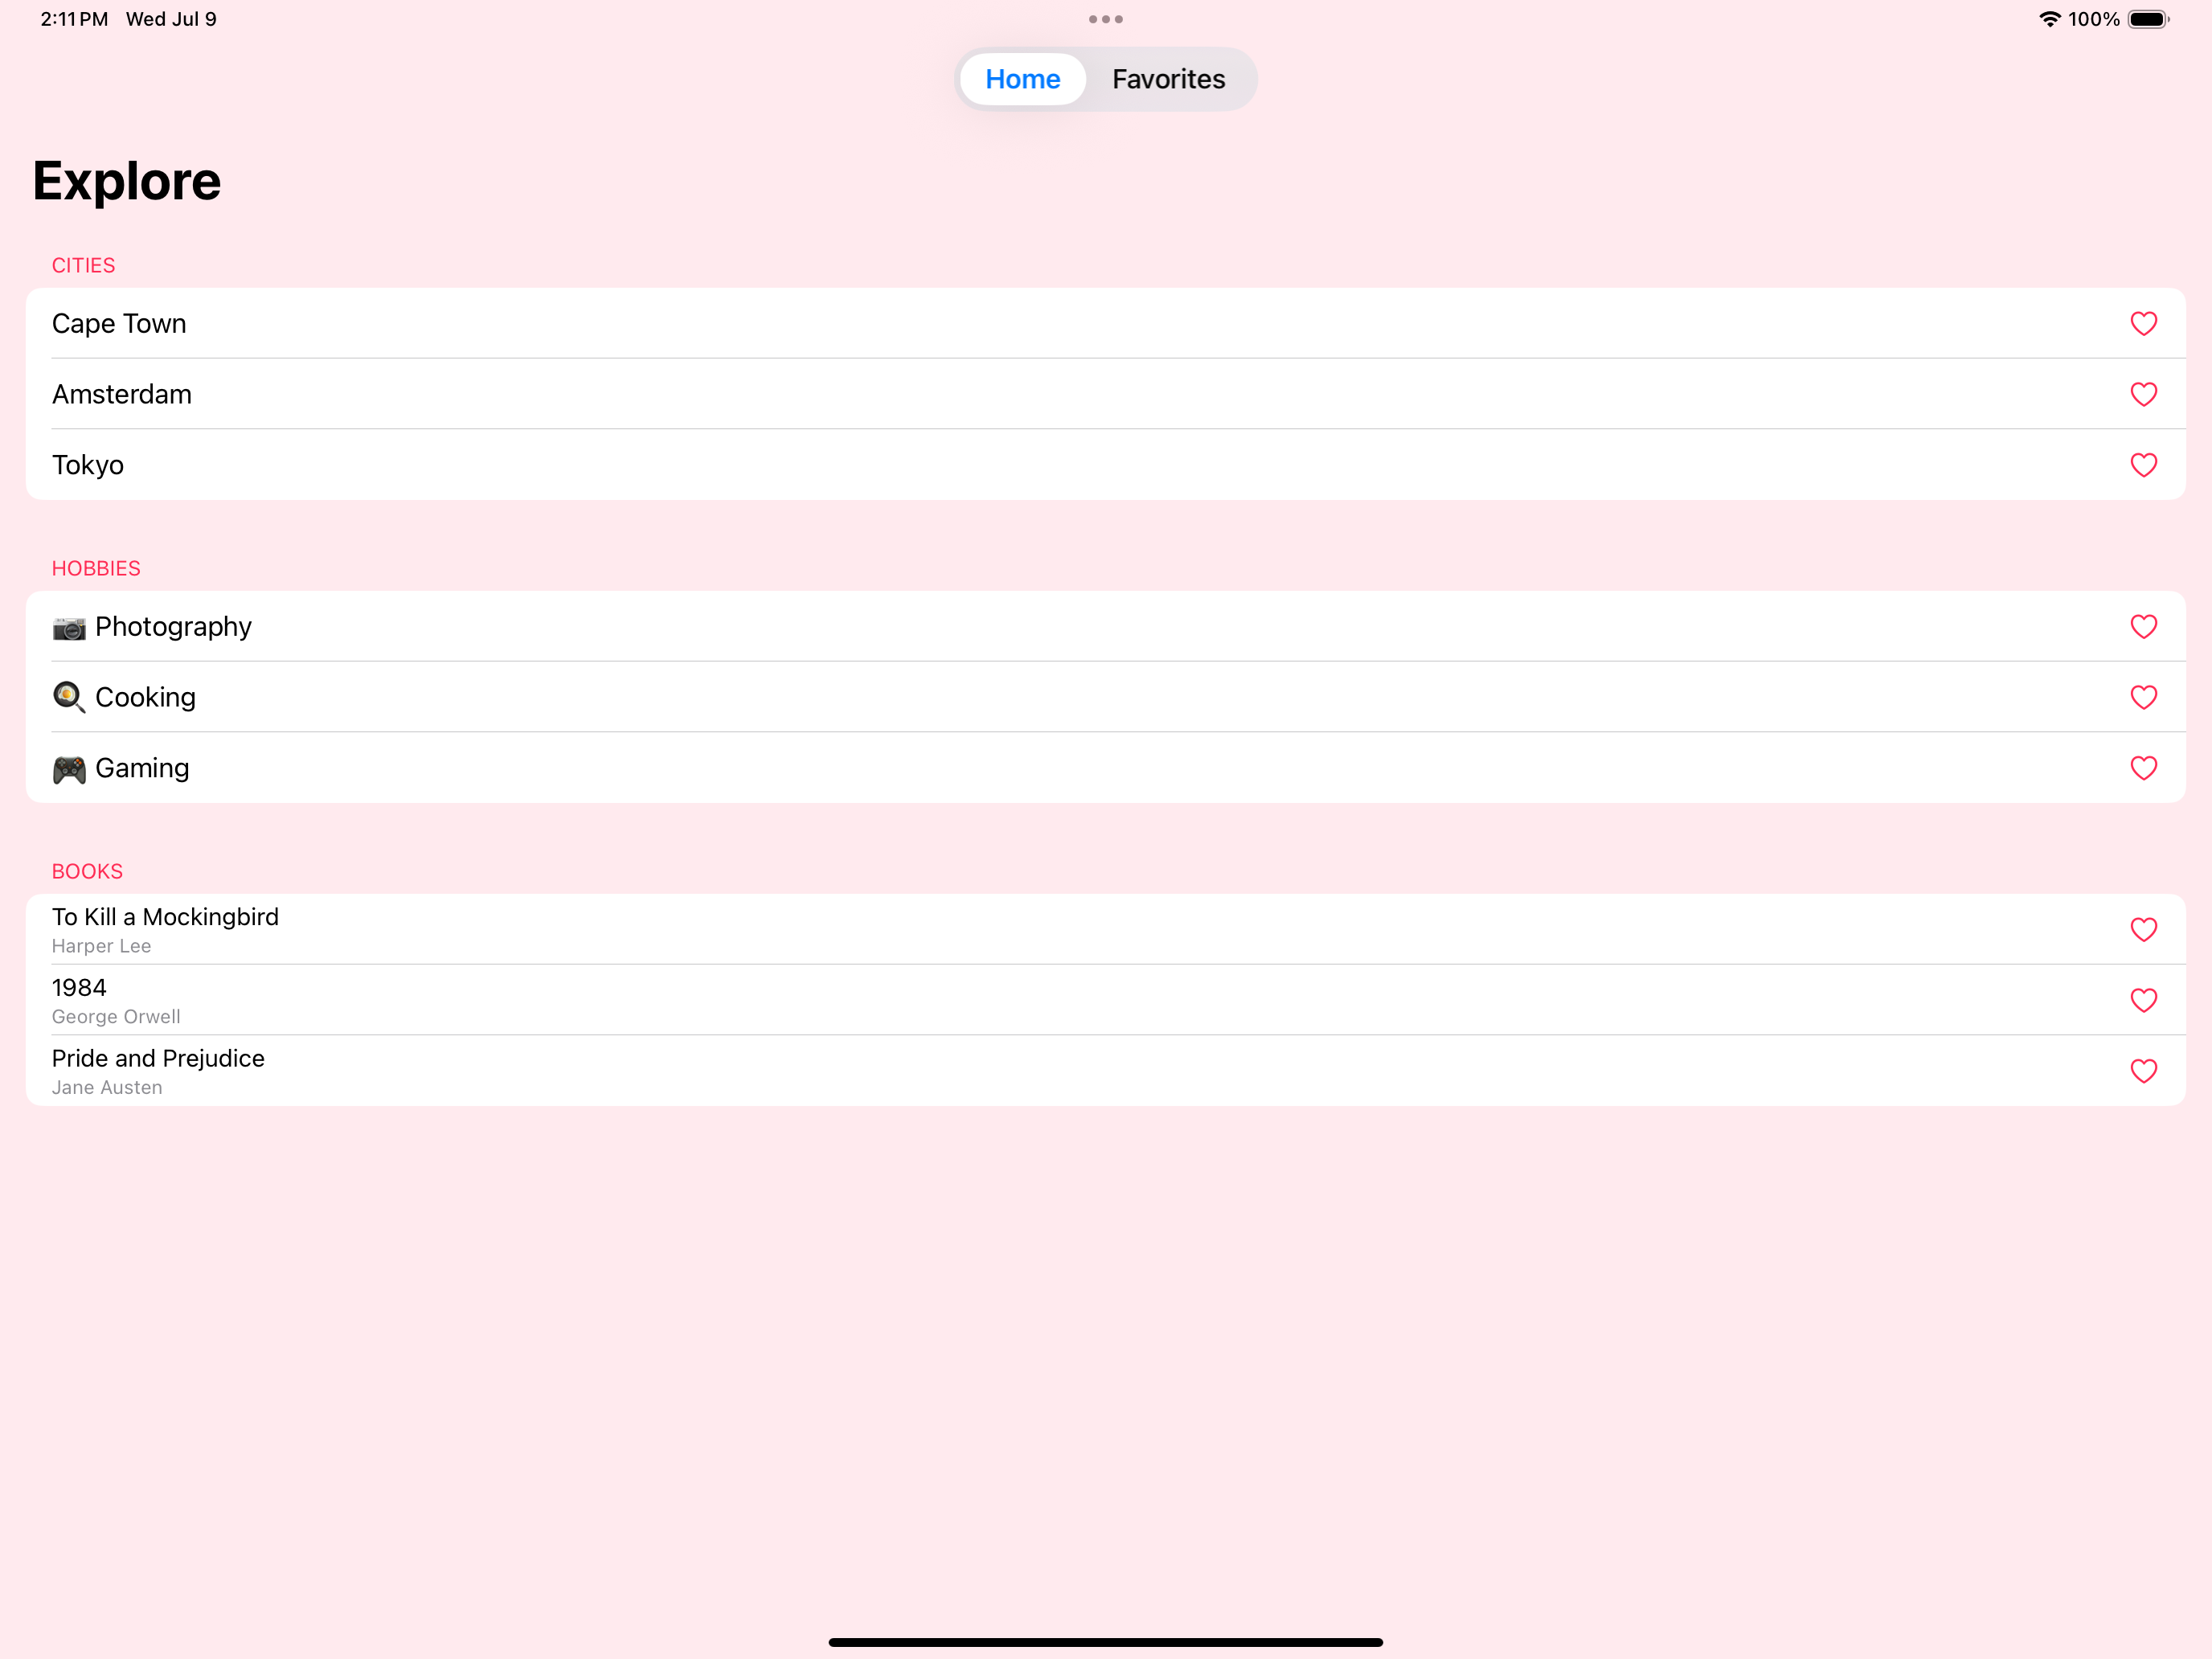 2:11 PM Wed Jul 9
100%
Home Favorites
Explore
CITIES
Cape Town
Amsterdam
Tokyo
HOBBIES
📷 Photography
🍳 Cooking
🎮 Gaming
BOOKS
To Kill a Mockingbird
Harper Lee
1984
George Orwell
Pride and Prejudice
Jane Austen